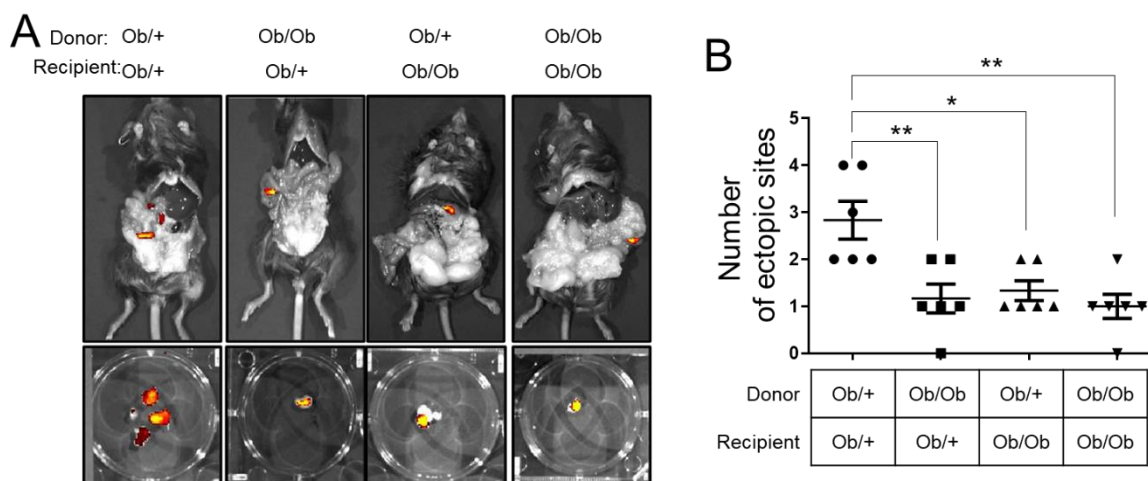 A
Donor: Ob/+ Ob/Ob Ob/+ Ob/Ob
Recipient: Ob/+ Ob/+ Ob/Ob Ob/Ob
B
**
*
**
Number
of ectopic sites
5
4
3
2
1
0
Donor Ob/+ Ob/Ob Ob/+ Ob/Ob
Recipient Ob/+ Ob/+ Ob/Ob Ob/Ob